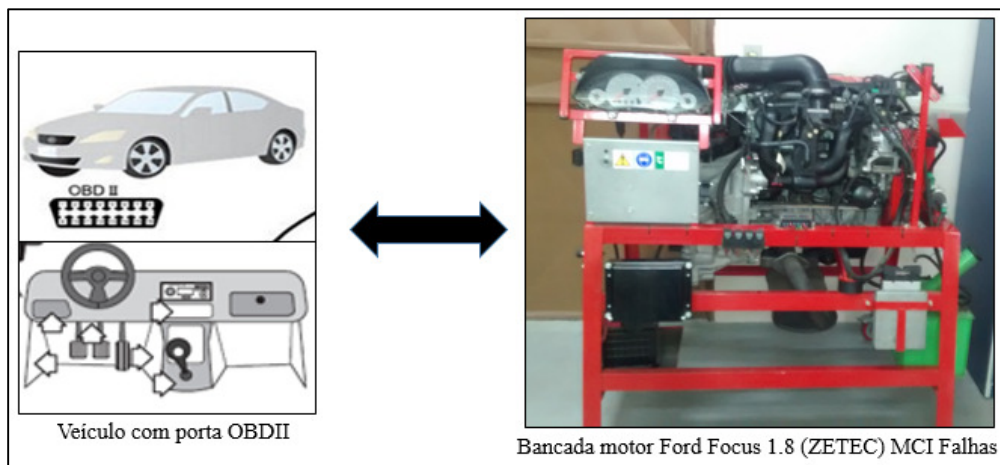 OBD II
Veículo com porta OBDII
Bancada motor Ford Focus 1.8 (ZETEC) MCI Falhas